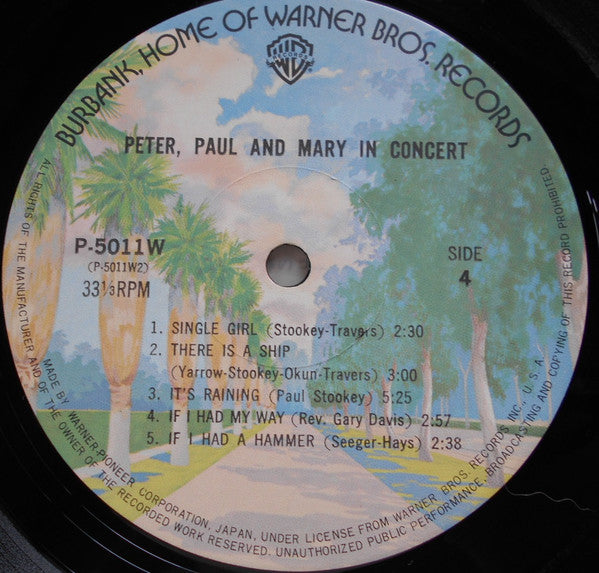 BURBANK, HOME OF WARNER BROS. RECORDS
WB
RECORDS
PETER, PAUL AND MARY IN CONCERT
P-5011W
(P-5011W2)
33⅓RPM
SIDE
4
1. SINGLE GIRL (Stookey-Travers) 2:30
2. THERE IS A SHIP
(Yarrow-Stookey-Okun-Travers) 3:00
3. IT'S RAINING (Paul Stookey) 5:25
4. IF I HAD MY WAY (Rev. Gary Davis) 2:57
5. IF I HAD A HAMMER (Seeger-Hays) 2:38
MADE BY WARNER-PIONEER CORPORATION, JAPAN, UNDER LICENSE FROM WARNER BROS. RECORDS INC., U.S.A.
ALL RIGHTS OF THE MANUFACTURER AND OF THE OWNER OF THE RECORDED WORK RESERVED. UNAUTHORIZED PUBLIC PERFORMANCE, BROADCASTING AND COPYING OF THIS RECORD PROHIBITED.